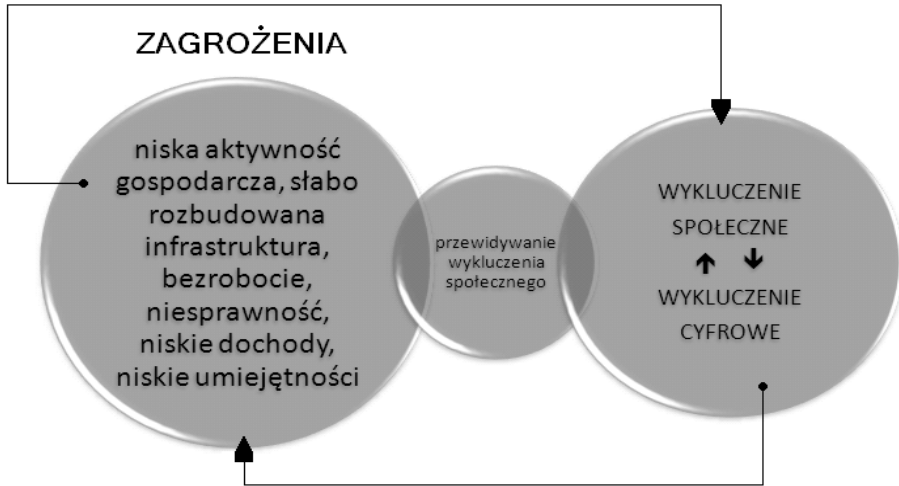 ZAGROŻENIA
niska aktywność
gospodarcza, słabo
rozbudowana
infrastruktura,
bezrobocie,
niesprawność,
niskie dochody,
niskie umiejętności
przewidywanie
wykluczenia
społecznego
WYKLUCZENIE
SPOŁECZNE
WYKLUCZENIE
CYFROWE